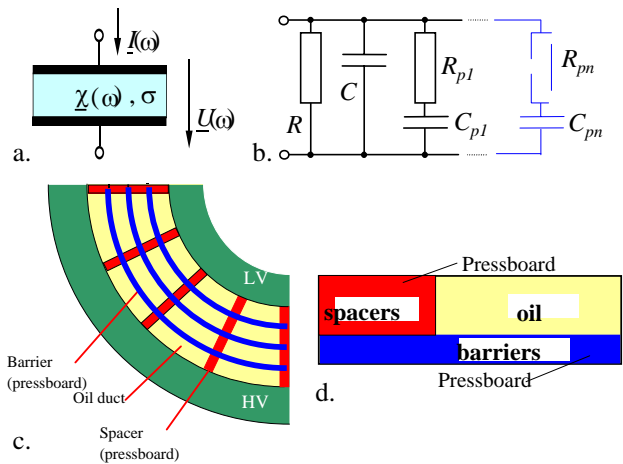 I(ω)
χ(ω) , σ
U(ω)
a.
R
C
Rp1
Cp1
Rpn
Cpn
b.
LV
HV
Barrier
(pressboard)
Oil duct
Spacer
(pressboard)
c.
Pressboard
spacers
oil
barriers
Pressboard
d.